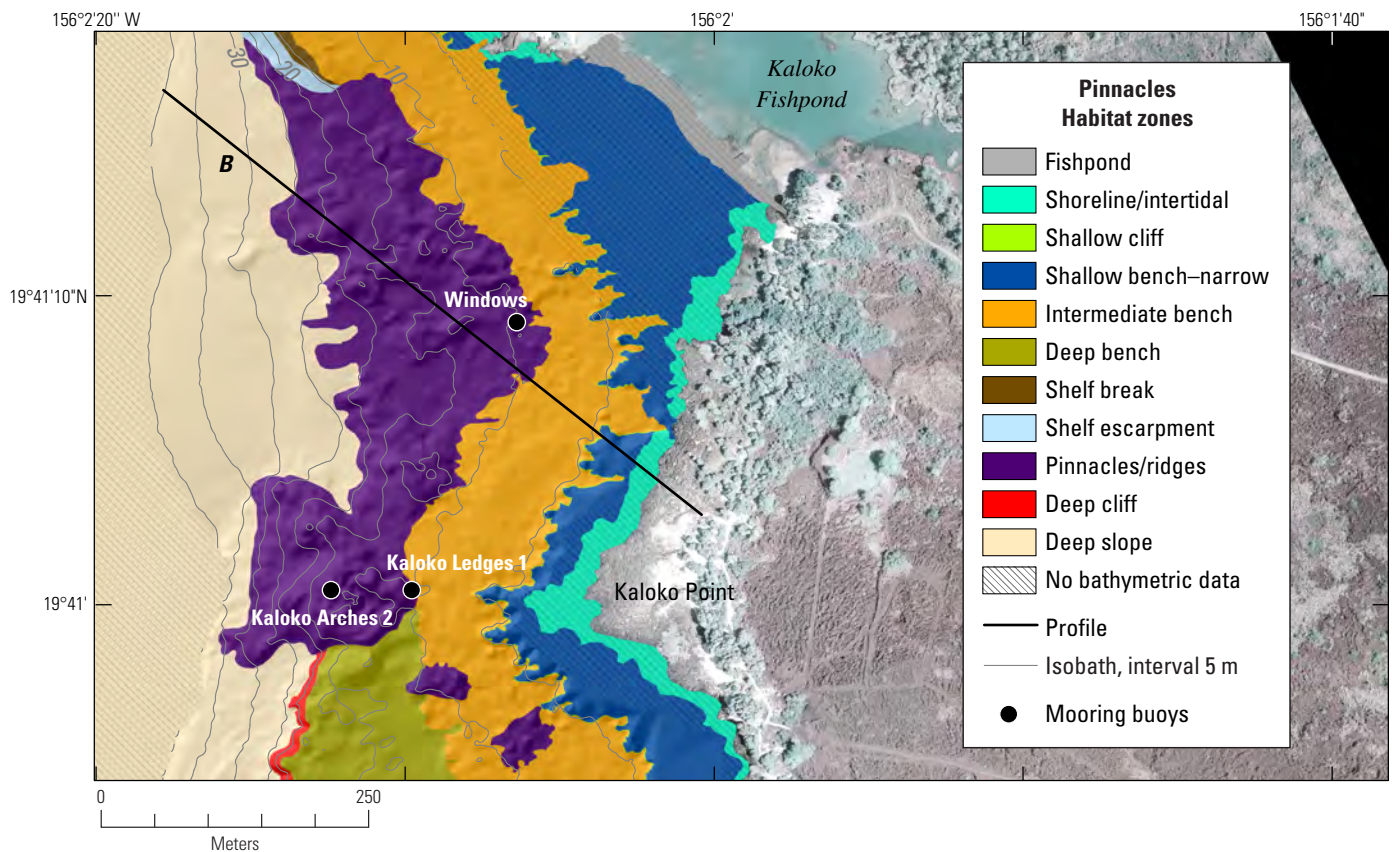 156°2'20" W
156°2'
156°1'40"
30
20
10
Kaloko
Fishpond
B
19°41'10"N
Windows
Kaloko Ledges 1
Kaloko Arches 2
Kaloko Point
19°41'
Pinnacles
Habitat zones
Fishpond
Shoreline/intertidal
Shallow cliff
Shallow bench–narrow
Intermediate bench
Deep bench
Shelf break
Shelf escarpment
Pinnacles/ridges
Deep cliff
Deep slope
No bathymetric data
Profile
Isobath, interval 5 m
Mooring buoys
0
250
Meters